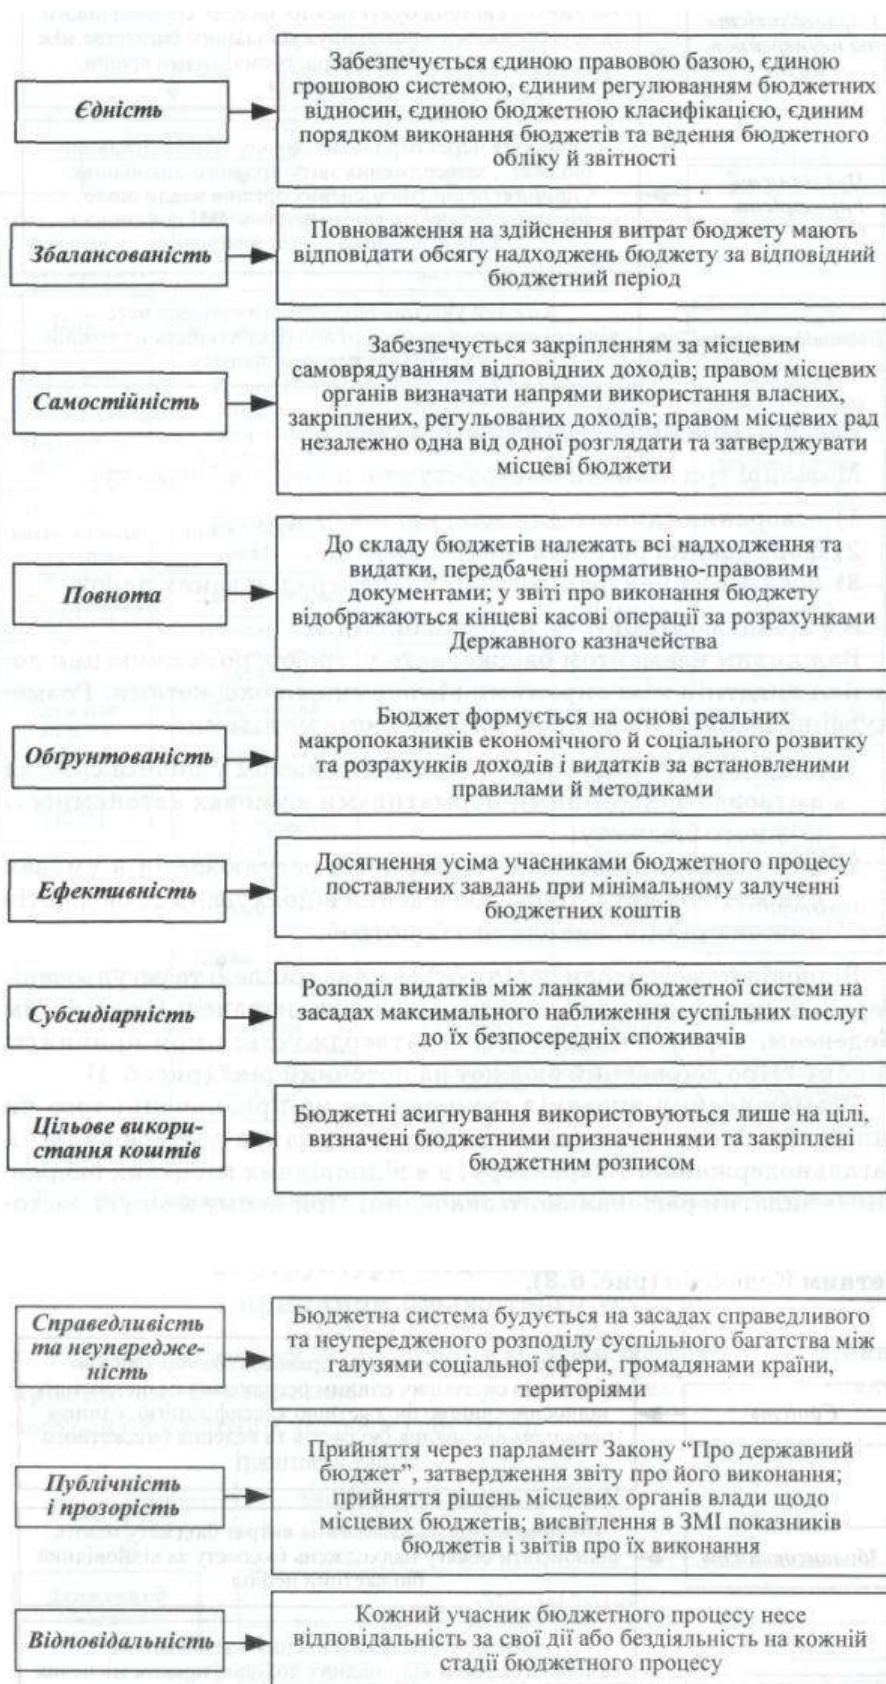 Єдність
Забезпечується єдиною правовою базою, єдиною
грошовою системою, єдиним регулюванням бюджетних
відносин, єдиною бюджетною класифікацією, єдиним
порядком виконання бюджетів та ведення бюджетного
обліку й звітності
Збалансованість
Повноваження на здійснення витрат бюджету мають
відповідати обсягу надходжень бюджету за відповідний
бюджетний період
Самостійність
Забезпечується закріпленням за місцевим
самоврядуванням відповідних доходів; правом місцевих
органів визначати напрями використання власних,
закріплених, регульованих доходів; правом місцевих рад
незалежно одна від одної розглядати та затверджувати
місцеві бюджети
Повнота
До складу бюджетів належать всі надходження та
видатки, передбачені нормативно-правовими
документами; у звіті про виконання бюджету
відображаються кінцеві касові операції за розрахунками
Державного казначейства
Обґрунтованість
Бюджет формується на основі реальних
макропоказників економічного й соціального розвитку
та розрахунків доходів і видатків за встановленими
правилами й методиками
Ефективність
Досягнення усіма учасниками бюджетного процесу
поставлених завдань при мінімальному залученні
бюджетних коштів
Субсидіарність
Розподіл видатків між ланками бюджетної системи на
засадах максимального наближення суспільних послуг
до їх безпосередніх споживачів
Цільове викори-
стання коштів
Бюджетні асигнування використовуються лише на цілі,
визначені бюджетними призначеннями та закріплені
бюджетним розписом
етним Кодексом (рис. 6.3).
Справедливість
та неупередже-
ність
Бюджетна система будується на засадах справедливого
та неупередженого розподілу суспільного багатства між
галузями соціальної сфери, громадянами країни,
територіями
Публічність
і прозорість
Прийняття через парламент Закону “Про державний
бюджет”, затвердження звіту про його виконання;
прийняття рішень місцевих органів влади щодо
місцевих бюджетів; висвітлення в ЗМІ показників
бюджетів і звітів про їх виконання
Відповідальність
Кожний учасник бюджетного процесу несе
відповідальність за свої дії або бездіяльність на кожній
стадії бюджетного процесу